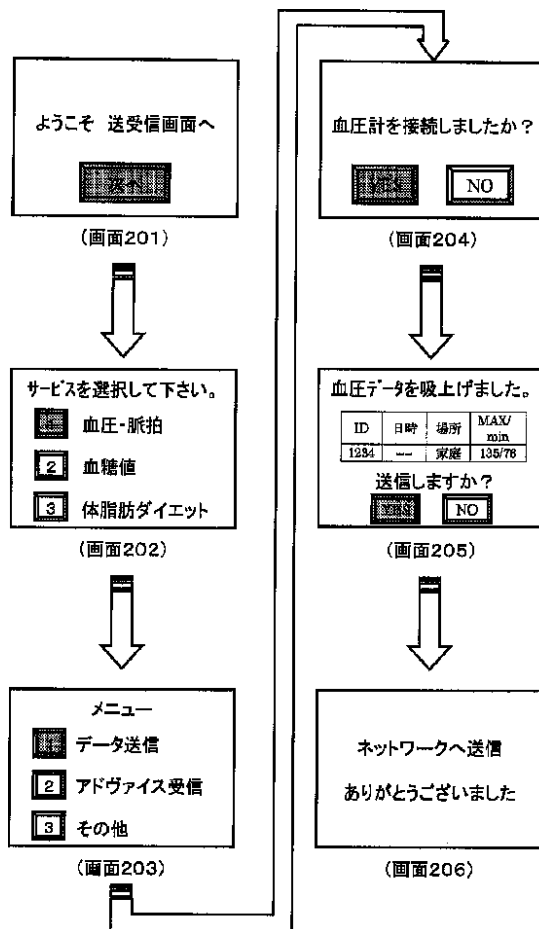 ようこそ 送受信画面へ
次へ
(画面201)
サービスを選択して下さい。
1 血圧・脈拍
2 血糖値
3 体脂肪ダイエット
(画面202)
メニュー
1 データ送信
2 アドヴァイス受信
3 その他
(画面203)
血圧計を接続しましたか?
YES NO
(画面204)
血圧データを吸上げました。
ID 日時 場所 MAX/
min
1234 -- 家庭 135/76
送信しますか?
YES NO
(画面205)
ネットワークへ送信
ありがとうございました
(画面206)